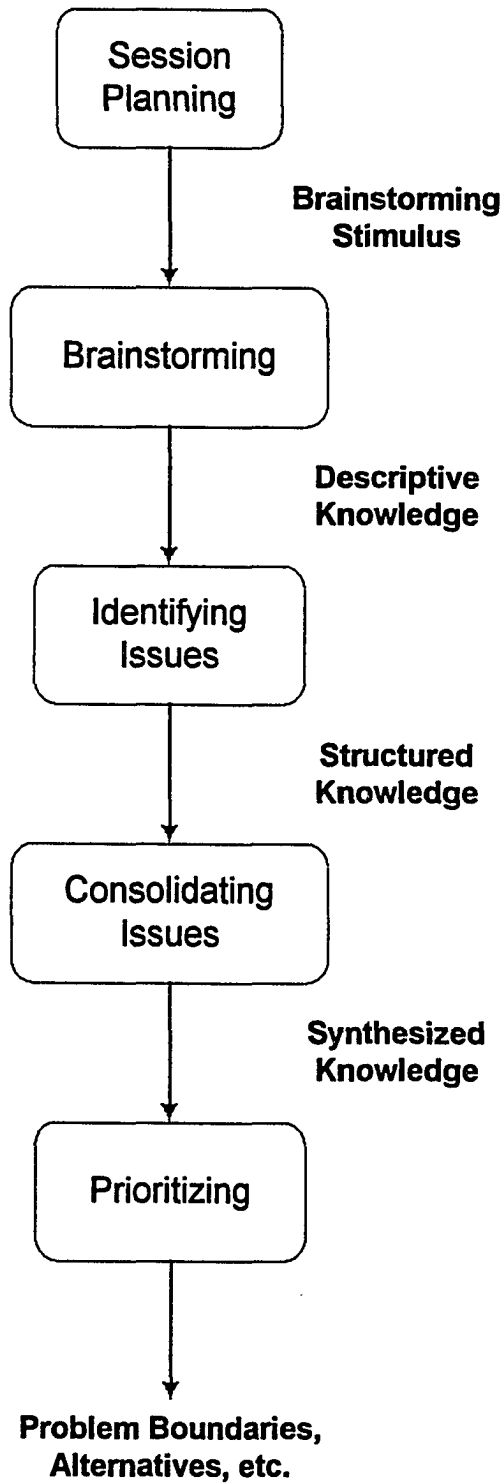 Session
Planning
Brainstorming
Stimulus
Brainstorming
Descriptive
Knowledge
Identifying
Issues
Structured
Knowledge
Consolidating
Issues
Synthesized
Knowledge
Prioritizing
Problem Boundaries,
Alternatives, etc.